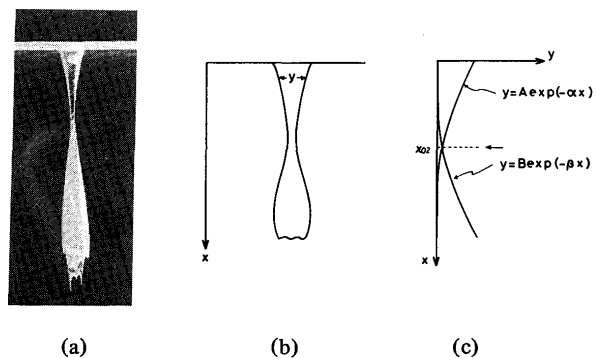 y
x
y
y=Aexp(-αx)
x02
y=Bexp(-βx)
x
(a)
(b)
(c)